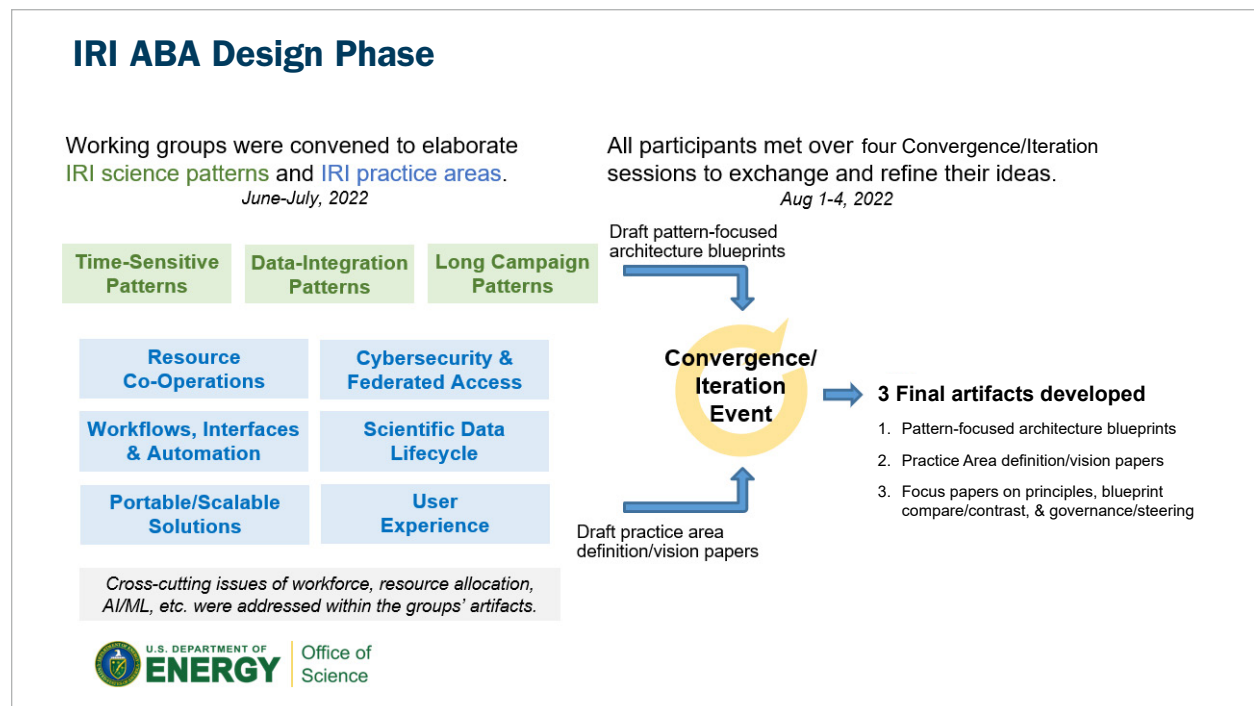 IRI ABA Design Phase
Working groups were convened to elaborate
IRI science patterns and IRI practice areas.
June-July, 2022
All participants met over four Convergence/Iteration
sessions to exchange and refine their ideas.
Aug 1-4, 2022
Time-Sensitive
Patterns
Data-Integration
Patterns
Long Campaign
Patterns
Resource
Co-Operations
Cybersecurity &
Federated Access
Workflows, Interfaces
& Automation
Scientific Data
Lifecycle
Portable/Scalable
Solutions
User
Experience
Cross-cutting issues of workforce, resource allocation,
AI/ML, etc. were addressed within the groups' artifacts.
Draft pattern-focused
architecture blueprints
Convergence/
Iteration
Event
Draft practice area
definition/vision papers
3 Final artifacts developed
1. Pattern-focused architecture blueprints
2. Practice Area definition/vision papers
3. Focus papers on principles, blueprint
compare/contrast, & governance/steering
U.S. DEPARTMENT OF
ENERGY
Office of
Science